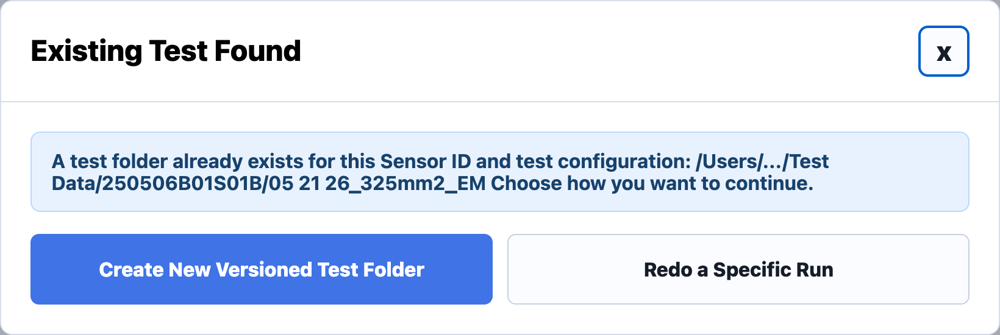 Existing Test Found
x
A test folder already exists for this Sensor ID and test configuration: /Users/.../Test
Data/250506B01S01B/05 21 26_325mm2_EM Choose how you want to continue.
Create New Versioned Test Folder
Redo a Specific Run